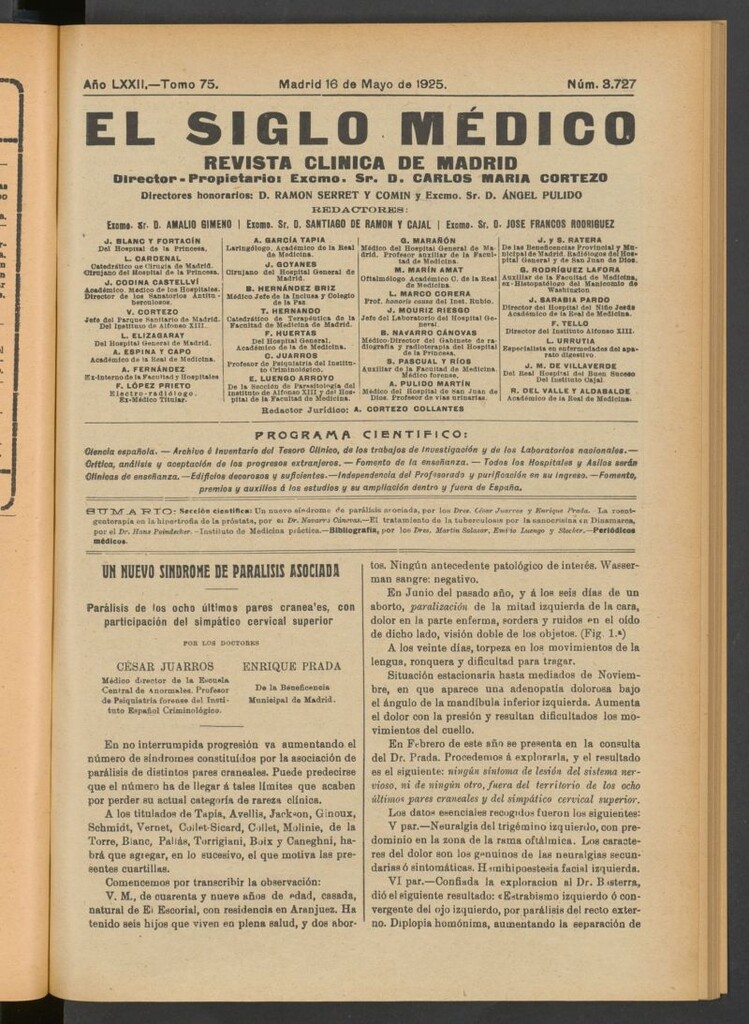 Año LXXII.—Tomo 75. Madrid 16 de Mayo de 1925. Núm. 3.727
EL SIGLO MÉDICO
REVISTA CLINICA DE MADRID
Director-Propietario: Excmo. Sr. D. CARLOS MARIA CORTEZO
Directores honorarios: D. RAMON SERRET Y COMIN y Excmo. Sr. D. ÁNGEL PULIDO
REDACTORES:
Excmo. Sr. D. AMALIO GIMENO | Excmo. Sr. D. SANTIAGO DE RAMON Y CAJAL | Excmo. Sr. D. JOSE FRANCOS RODRIGUEZ
J. BLANC Y FORTACÍN
Del Hospital de la Princesa.
L. CARDENAL
Catedrático de Cirugía de Madrid.
Cirujano del Hospital de la Princesa.
J. CODINA CASTELLVÍ
Académico. Médico de los Hospitales.
Director de los Sanatorios Antituberculosos.
V. CORTEZO
Jefe del Parque Sanitario de Madrid.
Del Instituto de Alfonso XIII.
L. ELIZAGARAY
Del Hospital General de Madrid.
A. ESPINA Y CAPO
Académico de la Real de Medicina.
A. FERNÁNDEZ
Ex-interno de la Facultad y Hospitales
F. LÓPEZ PRIETO
Electro-radiólogo.
Ex-Médico Titular.
A. GARCÍA TAPIA
Laringólogo. Académico de la Real
de Medicina.
J. GOYANES
Cirujano del Hospital General de
Madrid.
B. HERNÁNDEZ BRIZ
Médico Jefe de la Inclusa y Colegio
de la Paz
T. HERNANDO
Catedrático de Terapéutica de la
Facultad de Medicina de Madrid.
F. HUERTAS
Del Hospital General.
Académico de la de Medicina.
C. JUARROS
Profesor de Psiquiatría del Instituto
Criminológico.
E. LUENGO ARROYO
De la Sección de Parasitología del
Instituto de Alfonso XIII y del Hospital
de la Facultad de Medicina.
G. MARAÑÓN
Médico del Hospital General de Madrid.
Profesor auxiliar de la Facultad
de Medicina.
M. MARÍN AMAT
Oftalmólogo Académico C. de la Real
de Medicina
L. MARCO CORERA
Prof. honoris causa del Inst. Rubio.
J. MOURIZ RIESGO
Jefe del Laboratorio del Hospital General.
B. NAVARRO CÁNOVAS
Médico-Director del Gabinete de radiografía
y radioterapia del Hospital
de la Princesa.
S. PASCUAL Y RÍOS
Auxiliar de la Facultad de Medicina.
Médico forense.
A. PULIDO MARTÍN
Médico del Hospital de San Juan de
Dios. Profesor de vías urinarias.
J. y S. RATERA
De las Beneficencias Provincial y Municipal
de Madrid. Radiólogos del Hospital
General y de San Juan de Dios.
G. RODRÍGUEZ LAFORA
Auxiliar de la Facultad de Medicina,
ex-Histopatólogo del Manicomio de
Washington
J. SARABIA PARDO
Director del Hospital del Niño Jesús
Académico de la Real de Medicina.
F. TELLO
Director del Instituto Alfonso XIII.
L. URRUTIA
Especialista en enfermedades del aparato
digestivo.
J. M. DE VILLAVERDE
Del Real Hospital del Buen Suceso
Del Instituto Cajal.
R. DEL VALLE Y ALDABALDE
Académico de la Real de Medicina.
Redactor Jurídico: A. CORTEZO COLLANTES
PROGRAMA CIENTIFICO:
Ciencia española. — Archivo é Inventario del Tesoro Clínico, de los trabajos de investigación y de los Laboratorios nacionales.—
Crítica, análisis y aceptación de los progresos extranjeros. — Fomento de la enseñanza. — Todos los Hospitales y Asilos serán
Clínicas de enseñanza.—Edificios decorosos y suficientes.—Independencia del Profesorado y purificación en su ingreso.—Fomento,
premios y auxilios á los estudios y su ampliación dentro y fuera de España.
SUMARIO: Sección científica: Un nuevo síndrome de parálisis asociada, por los Dres. César Juarros y Enrique Prada. La roentgenterapia
en la hipertrofia de la próstata, por el Dr. Navarro Cánovas.—El tratamiento de la tuberculosis por la sanocrisina en Dinamarca,
por el Dr. Hans - Instituto de Medicina práctica.—Bibliografía, por los Dres. Martín Salazar, Emilio Luengo y Slocker.—Periódicos
médicos.
UN NUEVO SINDROME DE PARALISIS ASOCIADA
Parálisis de los ocho últimos pares craneales, con
participación del simpático cervical superior
POR LOS DOCTORES
CÉSAR JUARROS
Médico director de la Escuela
Central de Anormales. Profesor
de Psiquiatría forense del Instituto
Español Criminológico.
ENRIQUE PRADA
De la Beneficencia
Municipal de Madrid.
En no interrumpida progresión va aumentando el
número de síndromes constituídos por la asociación de
parálisis de distintos pares craneales. Puede predecirse
que el número ha de llegar á tales límites que acaben
por perder su actual categoría de rareza clínica.
A los titulados de Tapia, Avellis, Jackson, Ginoux,
Schmidt, Vernet, Collet-Sicard, Collet, Molinie, de la
Torre, Blanc, Pallás, Torrigiani, Boix y Caneghni, habrá
que agregar, en lo sucesivo, el que motiva las presentes
cuartillas.
Comencemos por transcribir la observación:
V. M., de cuarenta y nueve años de edad, casada,
natural de El Escorial, con residencia en Aranjuez. Ha
tenido seis hijos que viven en plena salud, y dos abortos.
Ningún antecedente patológico de interés. Wasserman
sangre: negativo.
En Junio del pasado año, y á los seis días de un
aborto, paralización de la mitad izquierda de la cara,
dolor en la parte enferma, sordera y ruidos en el oído
de dicho lado, visión doble de los objetos. (Fig. 1.ª)
A los veinte días, torpeza en los movimientos de la
lengua, ronquera y dificultad para tragar.
Situación estacionaria hasta mediados de Noviembre,
en que aparece una adenopatía dolorosa bajo
el ángulo de la mandíbula inferior izquierda. Aumenta
el dolor con la presión y resultan dificultados los movimientos
del cuello.
En Febrero de este año se presenta en la consulta
del Dr. Prada. Procedemos á explorarla, y el resultado
es el siguiente: ningún síntoma de lesión del sistema nervioso,
ni de ningún otro, fuera del territorio de los ocho
últimos pares craneales y del simpático cervical superior.
Los datos esenciales recogidos fueron los siguientes:
V par.—Neuralgia del trigémino izquierdo, con predominio
en la zona de la rama oftálmica. Los caracteres
del dolor son los genuinos de las neuralgias secundarias
ó sintomáticas. Hemihipoestesia facial izquierda.
VI par.—Confiada la exploración al Dr. Basterra,
dió el siguiente resultado: «Estrabismo izquierdo ó
convergente del ojo izquierdo, por parálisis del recto externo.
Diplopia homónima, aumentando la separación de